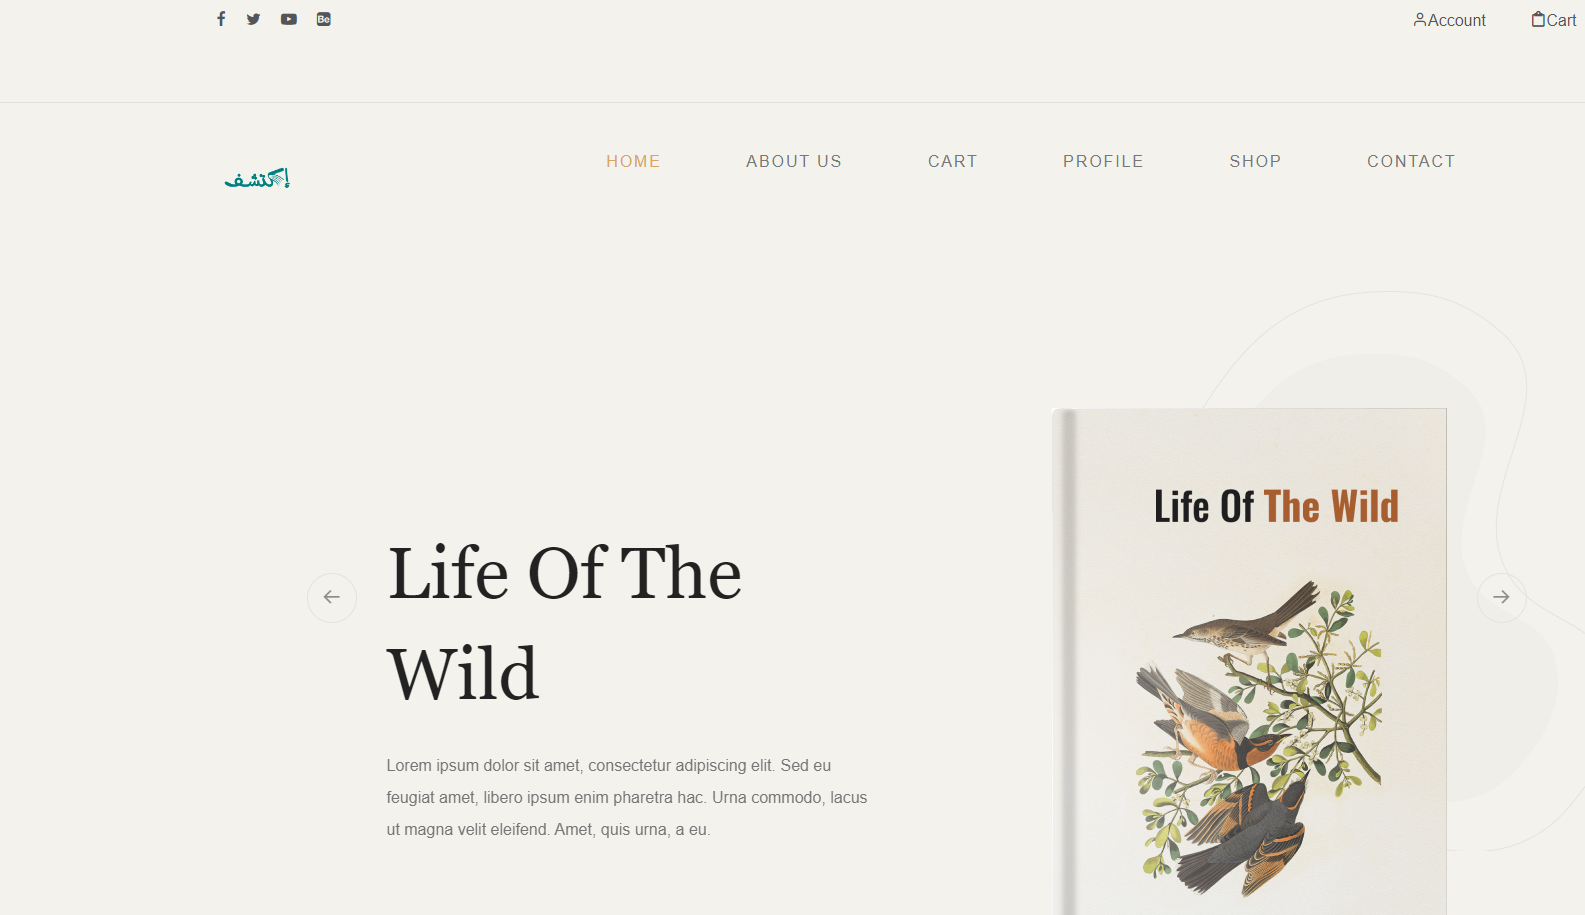 Be
Account
Cart
إكتشف
HOME
ABOUT US
CART
PROFILE
SHOP
CONTACT
Life Of The Wild
Life Of The
Wild
Lorem ipsum dolor sit amet, consectetur adipiscing elit. Sed eu
feugiat amet, libero ipsum enim pharetra hac. Urna commodo, lacus
ut magna velit eleifend. Amet, quis urna, a eu.